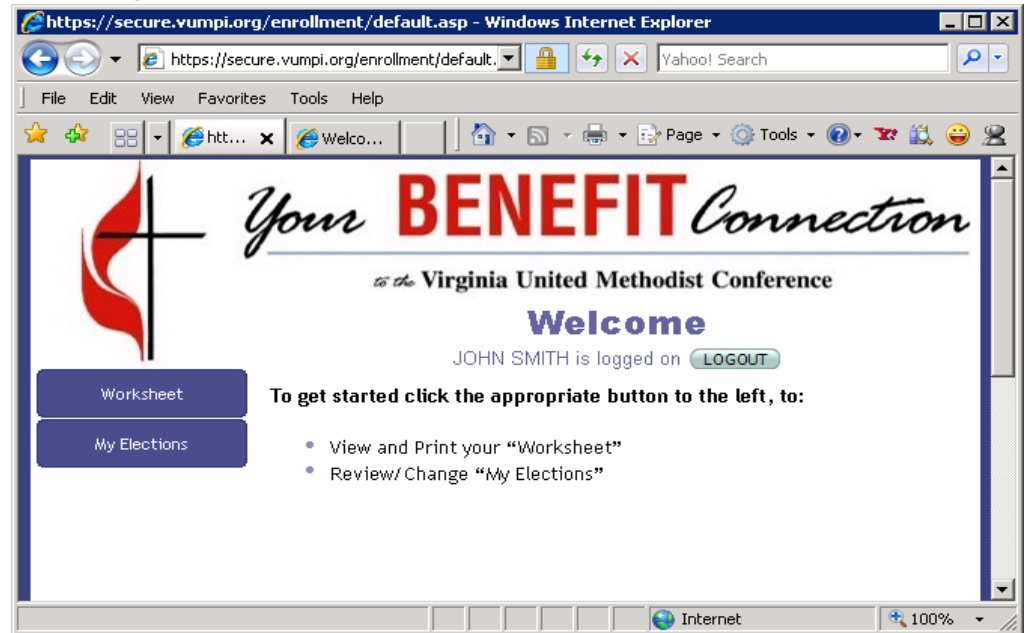 https://secure.vumpi.org/enrollment/default.asp - Windows Internet Explorer
https://secure.vumpi.org/enrollment/default. Yahoo! Search
File Edit View Favorites Tools Help
htt... Welco... Page Tools
Your BENEFIT Connection
to the Virginia United Methodist Conference
Welcome
JOHN SMITH is logged on LOGOUT
Worksheet
My Elections
To get started click the appropriate button to the left, to:
• View and Print your “Worksheet”
• Review/Change “My Elections”
Internet 100%